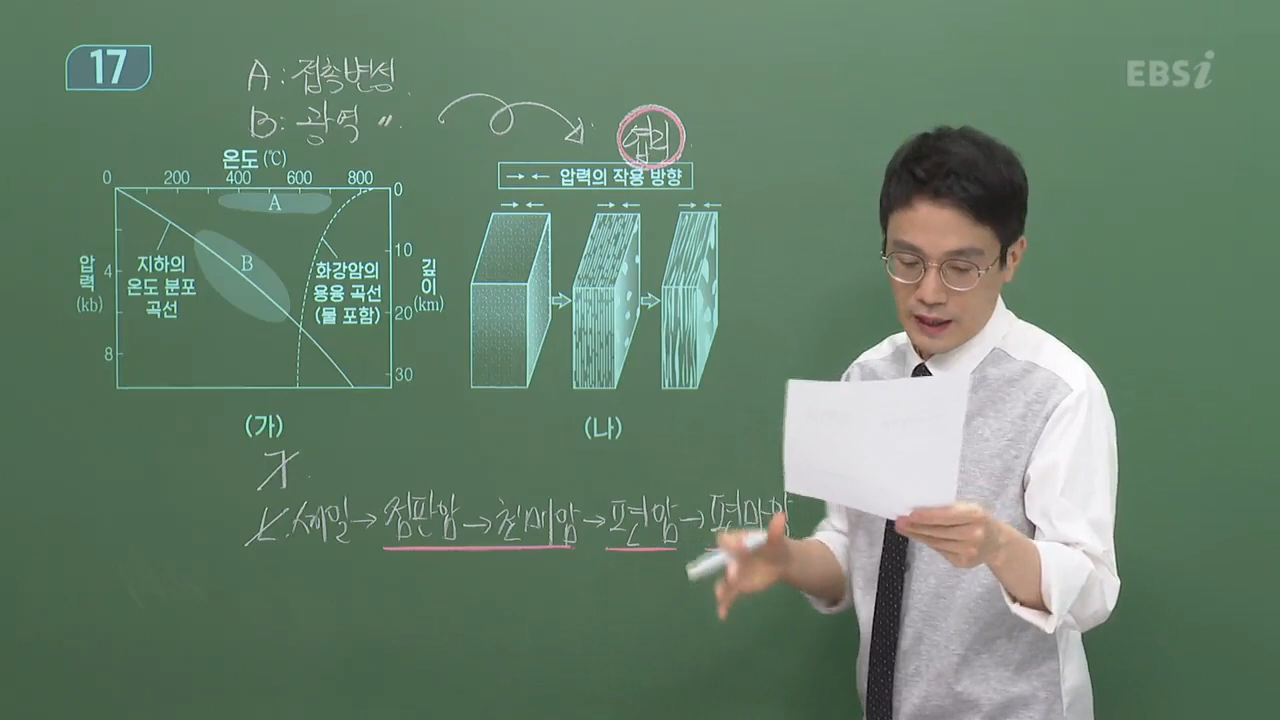 17
EBSi
A : 접촉변성
B : 광역 〃
엽리
온도(℃)
0 200 400 600 800
압력의 작용 방향
A
B
지하의
온도 분포
곡선
화강암의
용융 곡선
(물 포함)
압력
(kb)
4
8
깊이
(km)
0
10
20
30
(가)
(나)
ㄱ.
ㄴ. 셰일 → 점판암 → 천매암 → 편암 → 편마암